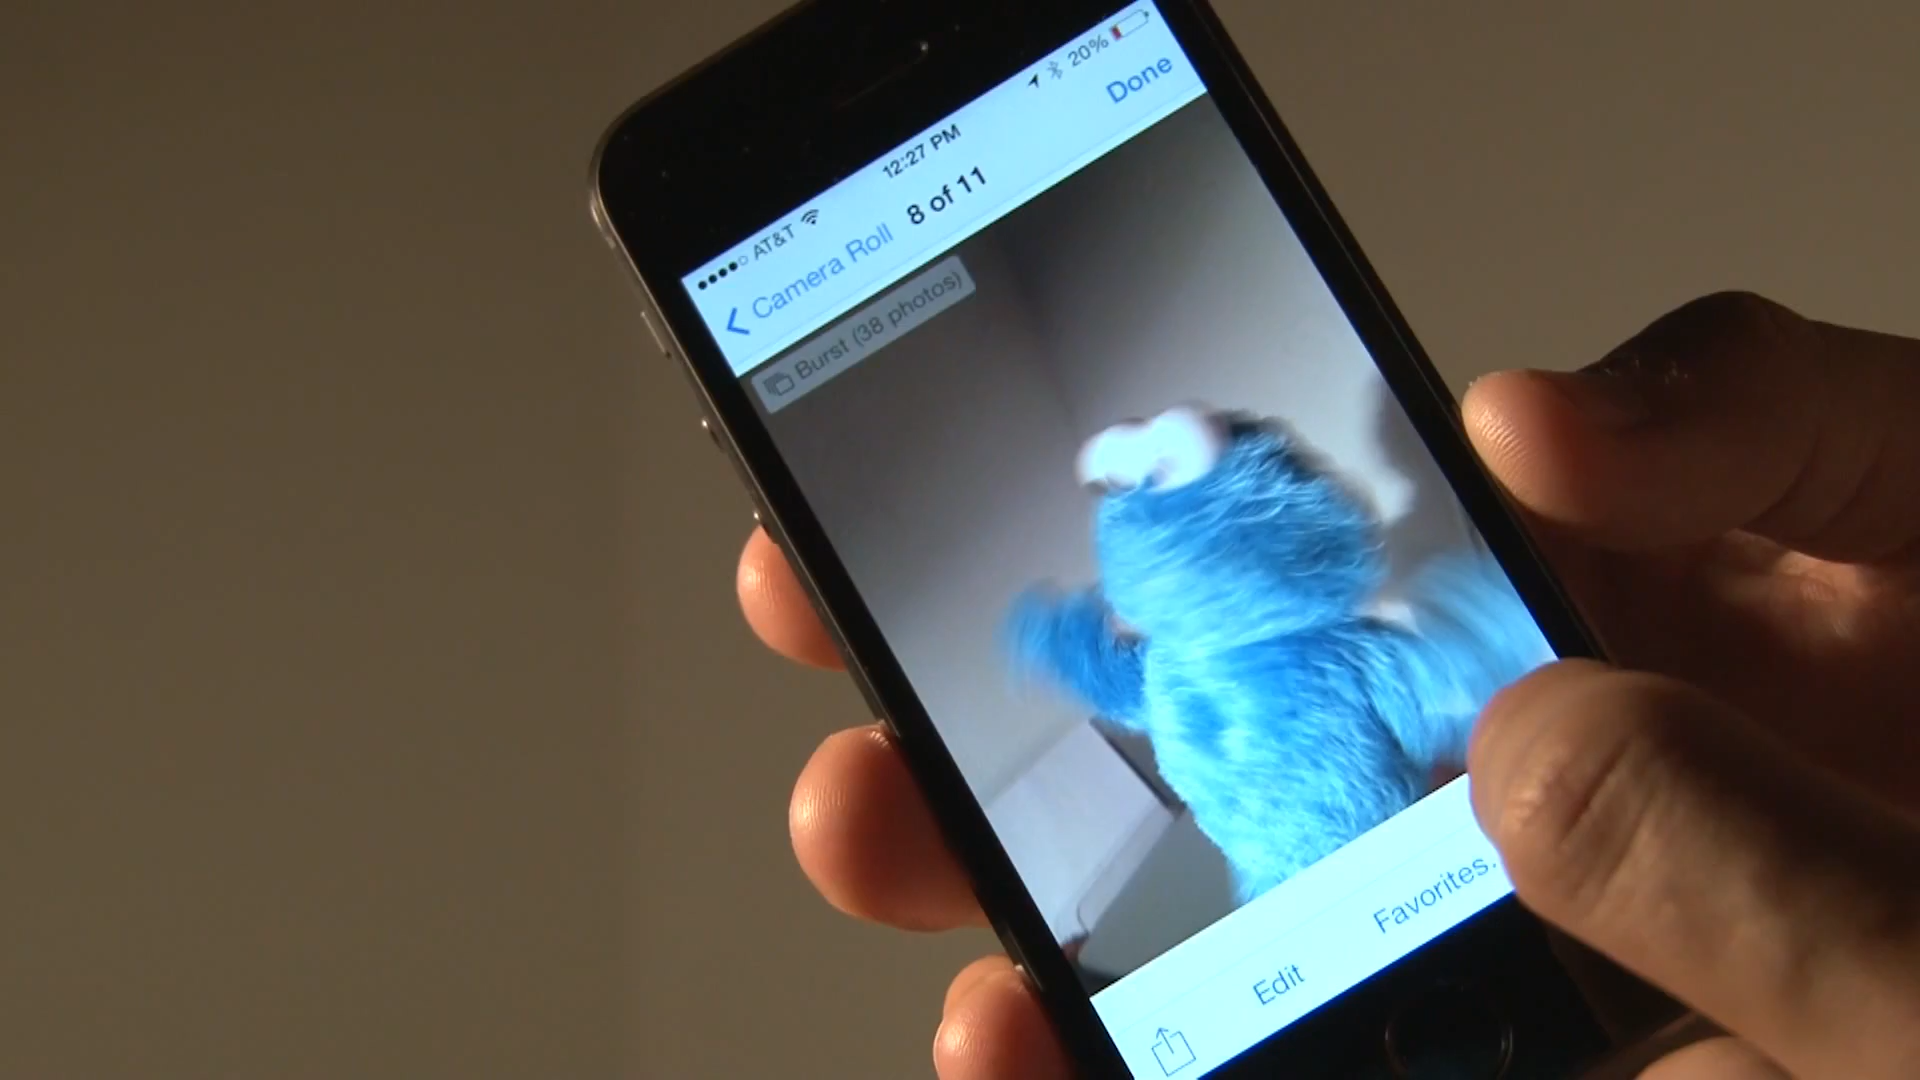 AT&T 12:27 PM 20%
Camera Roll 8 of 11 Done
Burst (38 photos)
Edit Favorites...